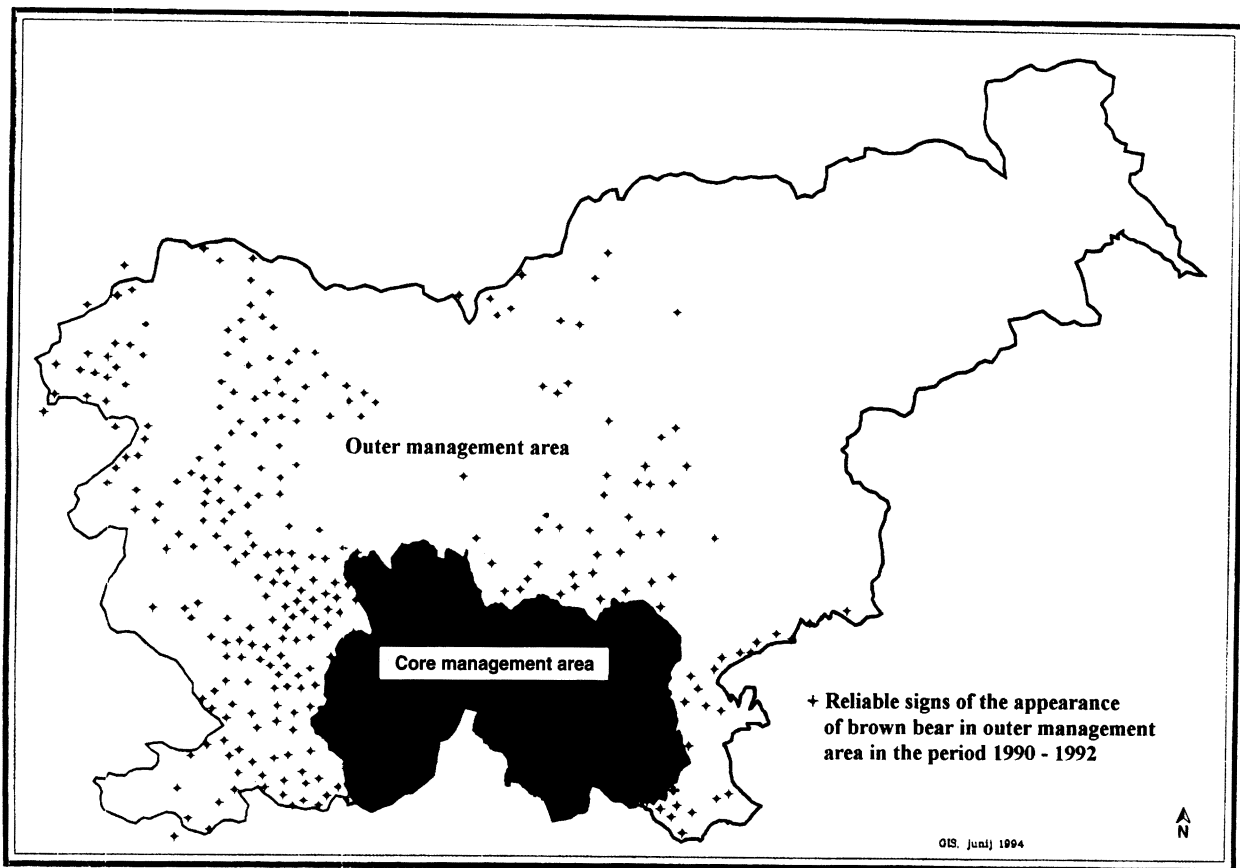 Outer management area
Core management area
+ Reliable signs of the appearance
of brown bear in outer management
area in the period 1990 - 1992
GIS, junij 1994
N